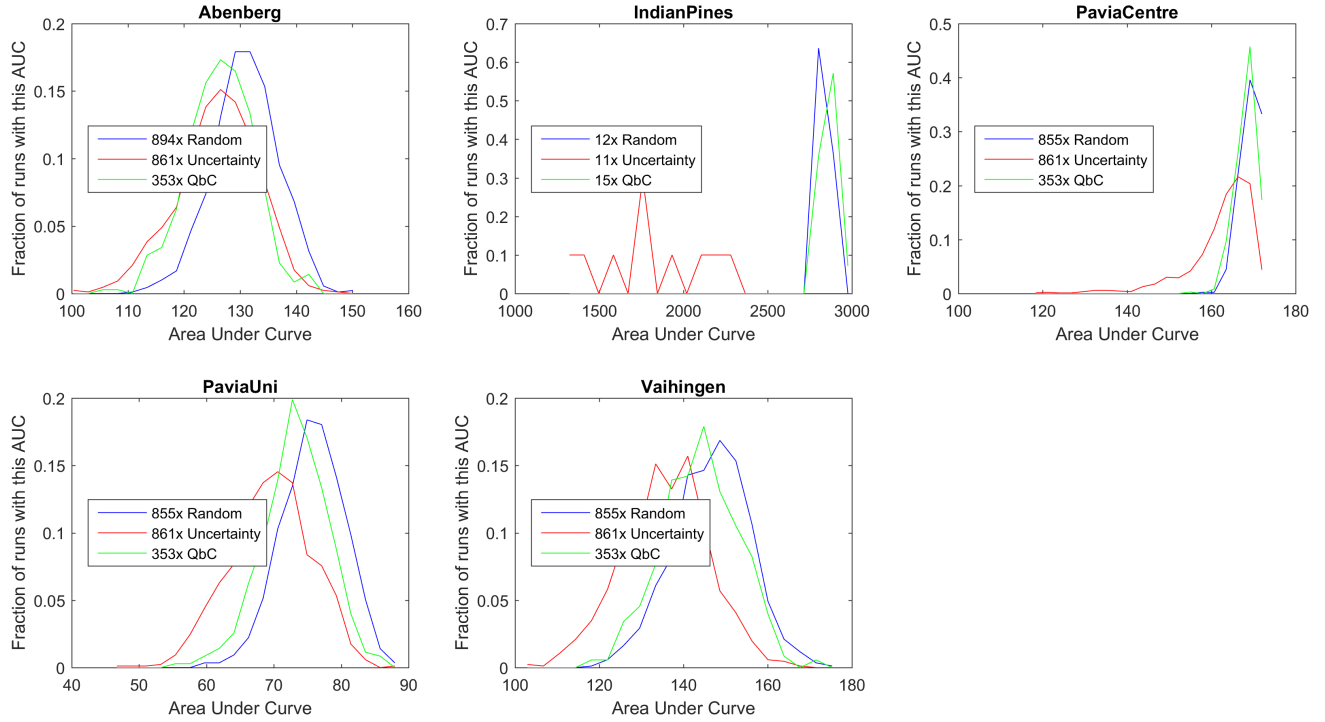 Abenberg
Fraction of runs with this AUC
0.2
0.15
0.1
0.05
0
100 110 120 130 140 150 160
Area Under Curve
894x Random
861x Uncertainty
353x QbC
IndianPines
Fraction of runs with this AUC
0.7
0.6
0.5
0.4
0.3
0.2
0.1
0
1000 1500 2000 2500 3000
Area Under Curve
12x Random
11x Uncertainty
15x QbC
PaviaCentre
Fraction of runs with this AUC
0.5
0.4
0.3
0.2
0.1
0
100 120 140 160 180
Area Under Curve
855x Random
861x Uncertainty
353x QbC
PaviaUni
Fraction of runs with this AUC
0.2
0.15
0.1
0.05
0
40 50 60 70 80 90
Area Under Curve
855x Random
861x Uncertainty
353x QbC
Vaihingen
Fraction of runs with this AUC
0.2
0.15
0.1
0.05
0
100 120 140 160 180
Area Under Curve
855x Random
861x Uncertainty
353x QbC